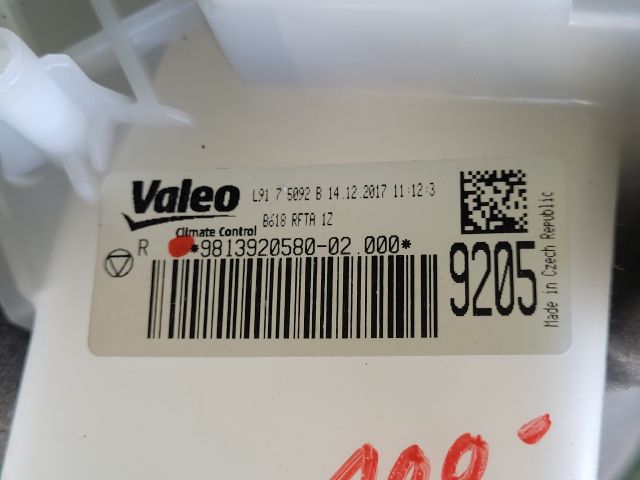 Valeo
L91 7 5092 B 14.12.2017 11:12:3
B618 RFTA 1Z
Climate Control
R *9813920580-02.000*
9205
Made in Czech Republic